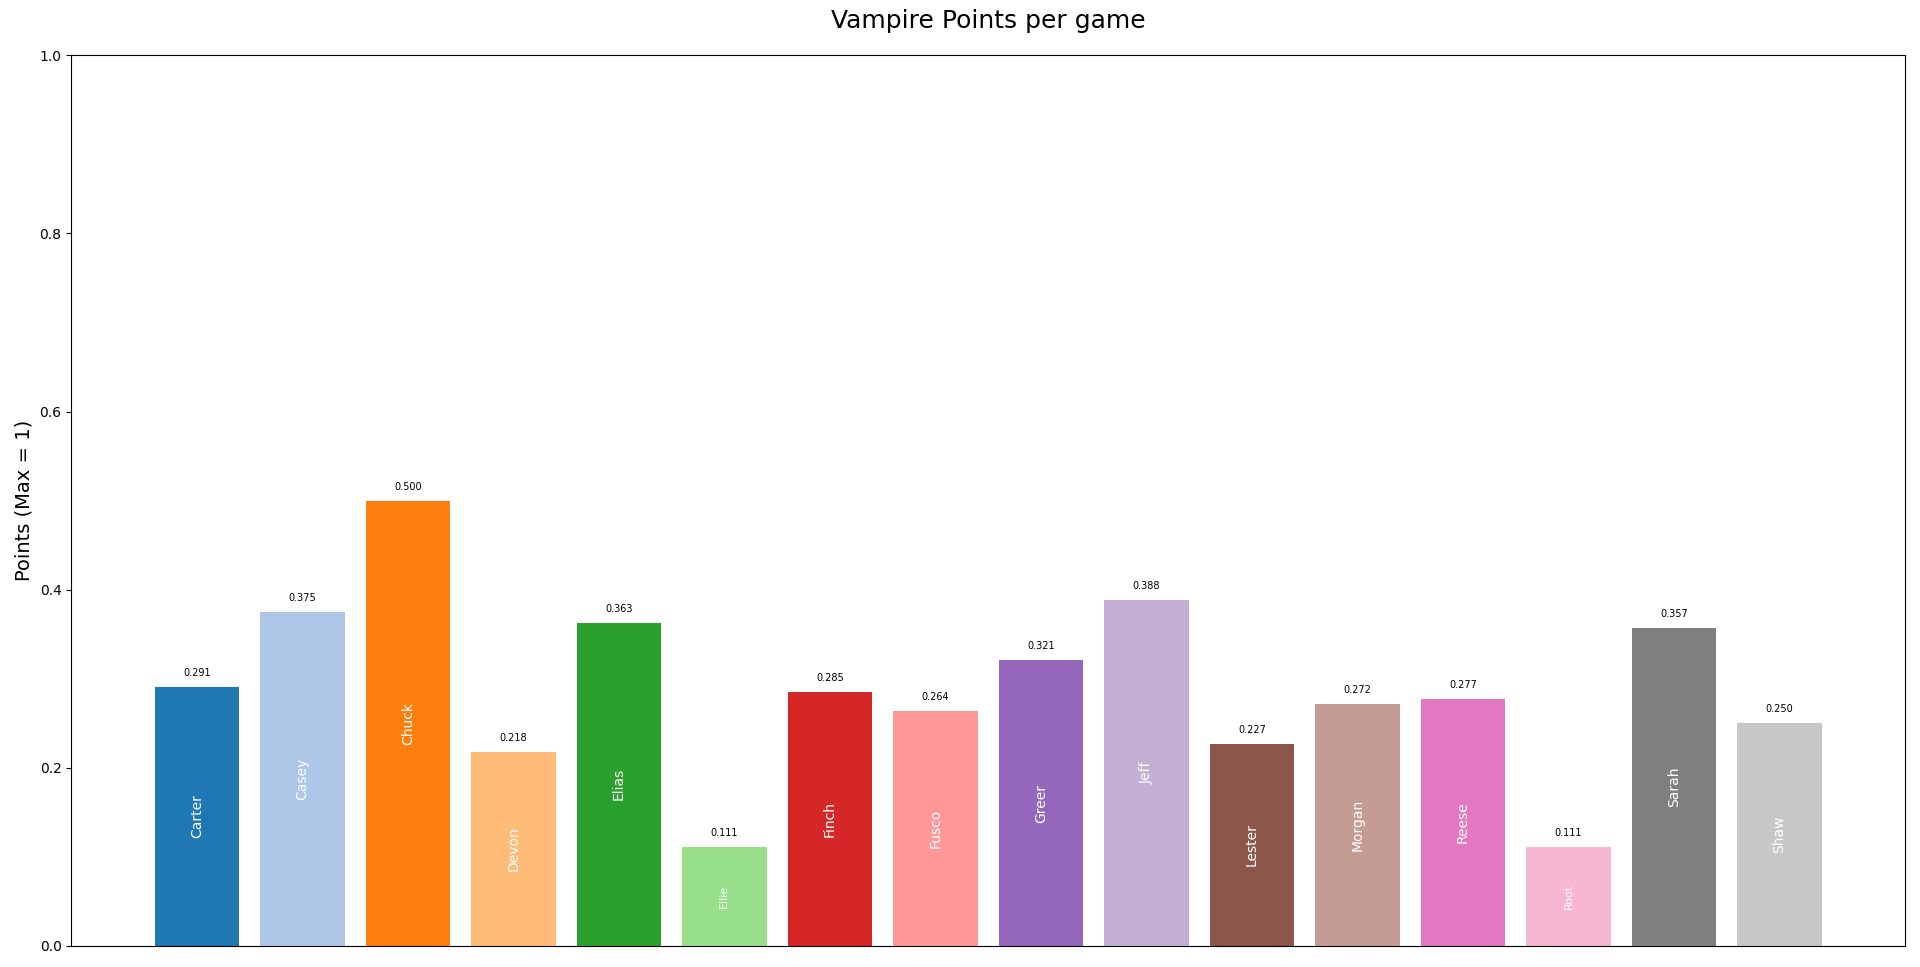 Vampire Points per game
Points (Max = 1)
1.0
0.8
0.6
0.4
0.2
0.0
0.291
Carter
0.375
Casey
0.500
Chuck
0.218
Devon
0.363
Elias
0.111
Ellie
0.285
Finch
0.264
Fusco
0.321
Greer
0.388
Jeff
0.227
Lester
0.272
Morgan
0.277
Reese
0.111
Root
0.357
Sarah
0.250
Shaw